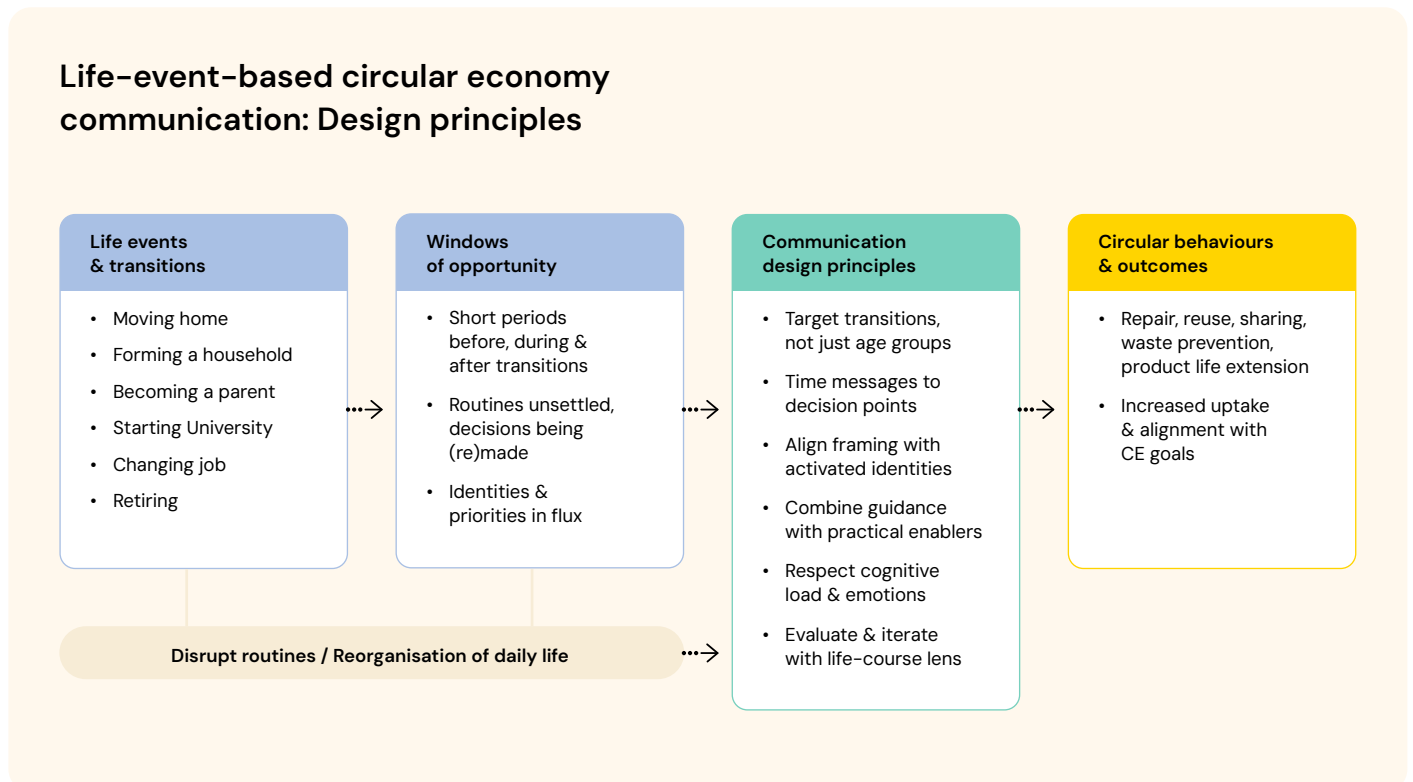 Life-event-based circular economy
communication: Design principles
Life events
& transitions
• Moving home
• Forming a household
• Becoming a parent
• Starting University
• Changing job
• Retiring
Windows
of opportunity
• Short periods
before, during &
after transitions
• Routines unsettled,
decisions being
(re)made
• Identities &
priorities in flux
Communication
design principles
• Target transitions,
not just age groups
• Time messages to
decision points
• Align framing with
activated identities
• Combine guidance
with practical enablers
• Respect cognitive
load & emotions
• Evaluate & iterate
with life-course lens
Circular behaviours
& outcomes
• Repair, reuse, sharing,
waste prevention,
product life extension
• Increased uptake
& alignment with
CE goals
Disrupt routines / Reorganisation of daily life